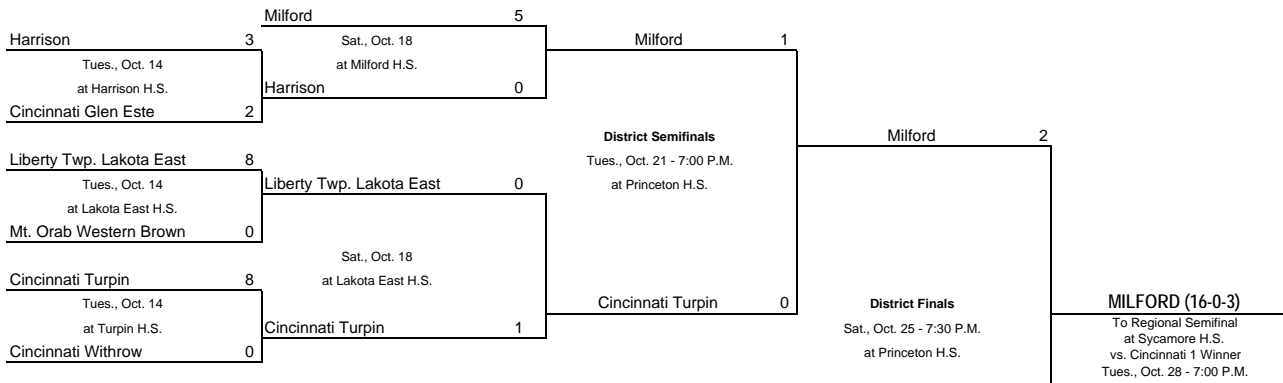 Milford 5
Harrison 3
Sat., Oct. 18
Milford 1
Tues., Oct. 14
at Milford H.S.
at Harrison H.S.
Harrison 0
Cincinnati Glen Este 2
District Semifinals
Milford 2
Liberty Twp. Lakota East 8
Tues., Oct. 21 - 7:00 P.M.
Tues., Oct. 14
Liberty Twp. Lakota East 0
at Princeton H.S.
at Lakota East H.S.
Mt. Orab Western Brown 0
Sat., Oct. 18
Cincinnati Turpin 8
at Lakota East H.S.
Tues., Oct. 14
Cincinnati Turpin 0
District Finals
MILFORD (16-0-3)
at Turpin H.S.
Cincinnati Turpin 1
Sat., Oct. 25 - 7:30 P.M.
To Regional Semifinal
at Sycamore H.S.
Cincinnati Withrow 0
at Princeton H.S.
vs. Cincinnati 1 Winner
Tues., Oct. 28 - 7:00 P.M.